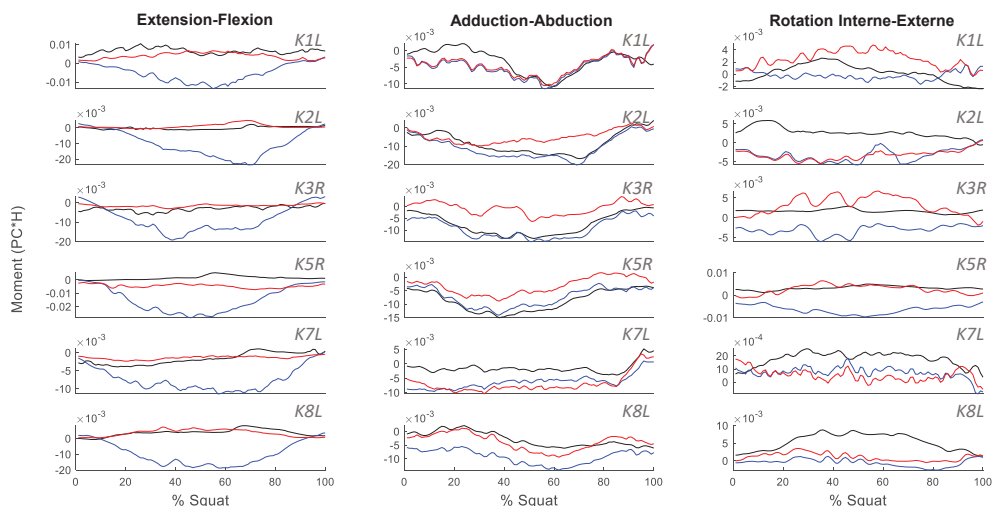 Extension-Flexion Adduction-Abduction Rotation Interne-Externe
K1L K1L K1L
0.01 0 -0.01
×10⁻³ 0 -5 -10
×10⁻³ 4 2 0 -2
K2L K2L K2L
×10⁻³ 0 -10 -20
×10⁻³ 0 -10 -20
×10⁻³ 5 0 -5
K3R K3R K3R
×10⁻³ 0 -10 -20
×10⁻³ 0 -5 -10
×10⁻³ 5 0 -5
K5R K5R K5R
0 -0.01 -0.02
×10⁻³ 0 -5 -10 -15
0.01 0 -0.01
K7L K7L K7L
×10⁻³ 0 -5 -10
×10⁻³ 5 0 -5 -10
×10⁻⁴ 20 10 0
K8L K8L K8L
×10⁻³ 0 -10 -20
×10⁻³ 0 -5 -10
×10⁻³ 10 5 0
0 20 40 60 80 100 0 20 40 60 80 100 0 20 40 60 80 100
% Squat % Squat % Squat
Moment (PC*H)